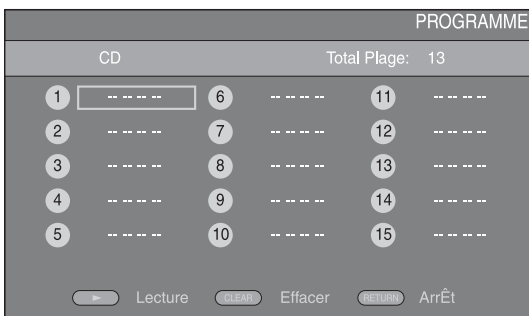 PROGRAMME
CD Total Plage: 13
1 -- -- -- -- 6 -- -- -- -- 11 -- -- -- --
2 -- -- -- -- 7 -- -- -- -- 12 -- -- -- --
3 -- -- -- -- 8 -- -- -- -- 13 -- -- -- --
4 -- -- -- -- 9 -- -- -- -- 14 -- -- -- --
5 -- -- -- -- 10 -- -- -- -- 15 -- -- -- --
Lecture CLEAR Effacer RETURN ArrÊt